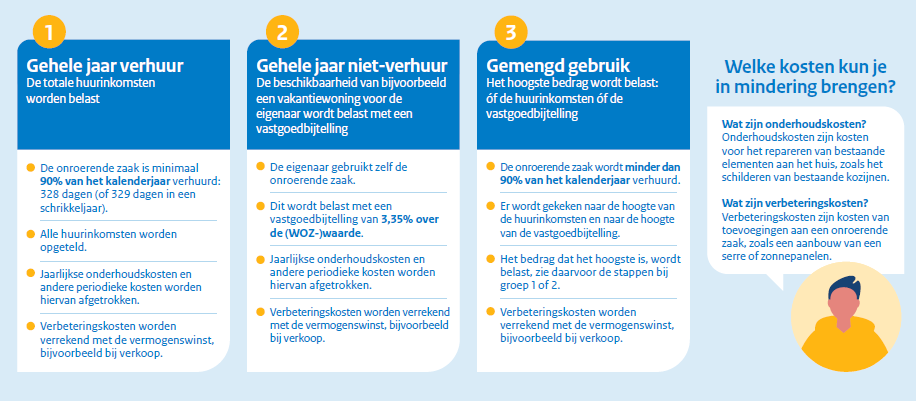 1
Gehele jaar verhuur
De totale huurinkomsten
worden belast
De onroerende zaak is minimaal
90% van het kalenderjaar verhuurd:
328 dagen (of 329 dagen in een
schrikkeljaar).
Alle huurinkomsten worden
opgeteld.
Jaarlijkse onderhoudskosten en
andere periodieke kosten worden
hiervan afgetrokken.
Verbeteringskosten worden
verrekend met de vermogenswinst,
bijvoorbeeld bij verkoop.
2
Gehele jaar niet-verhuur
De beschikbaarheid van bijvoorbeeld
een vakantiewoning voor de
eigenaar wordt belast met een
vastgoedbijtelling
De eigenaar gebruikt zelf de
onroerende zaak.
Dit wordt belast met een
vastgoedbijtelling van 3,35% over
de (WOZ-)waarde.
Jaarlijkse onderhoudskosten en
andere periodieke kosten worden
hiervan afgetrokken.
Verbeteringskosten worden verrekend
met de vermogenswinst, bijvoorbeeld
bij verkoop.
3
Gemengd gebruik
Het hoogste bedrag wordt belast:
óf de huurinkomsten óf de
vastgoedbijtelling
De onroerende zaak wordt minder dan
90% van het kalenderjaar verhuurd.
Er wordt gekeken naar de hoogte van
de huurinkomsten en naar de hoogte
van de vastgoedbijtelling.
Het bedrag dat het hoogste is, wordt
belast, zie daarvoor de stappen bij
groep 1 of 2.
Verbeteringskosten worden
verrekend met de vermogenswinst,
bijvoorbeeld bij verkoop.
Welke kosten kun je
in mindering brengen?
Wat zijn onderhoudskosten?
Onderhoudskosten zijn kosten
voor het repareren van bestaande
elementen aan het huis, zoals het
schilderen van bestaande kozijnen.
Wat zijn verbeteringskosten?
Verbeteringskosten zijn kosten van
toevoegingen aan een onroerende
zaak, zoals een aanbouw van een
serre of zonnepanelen.